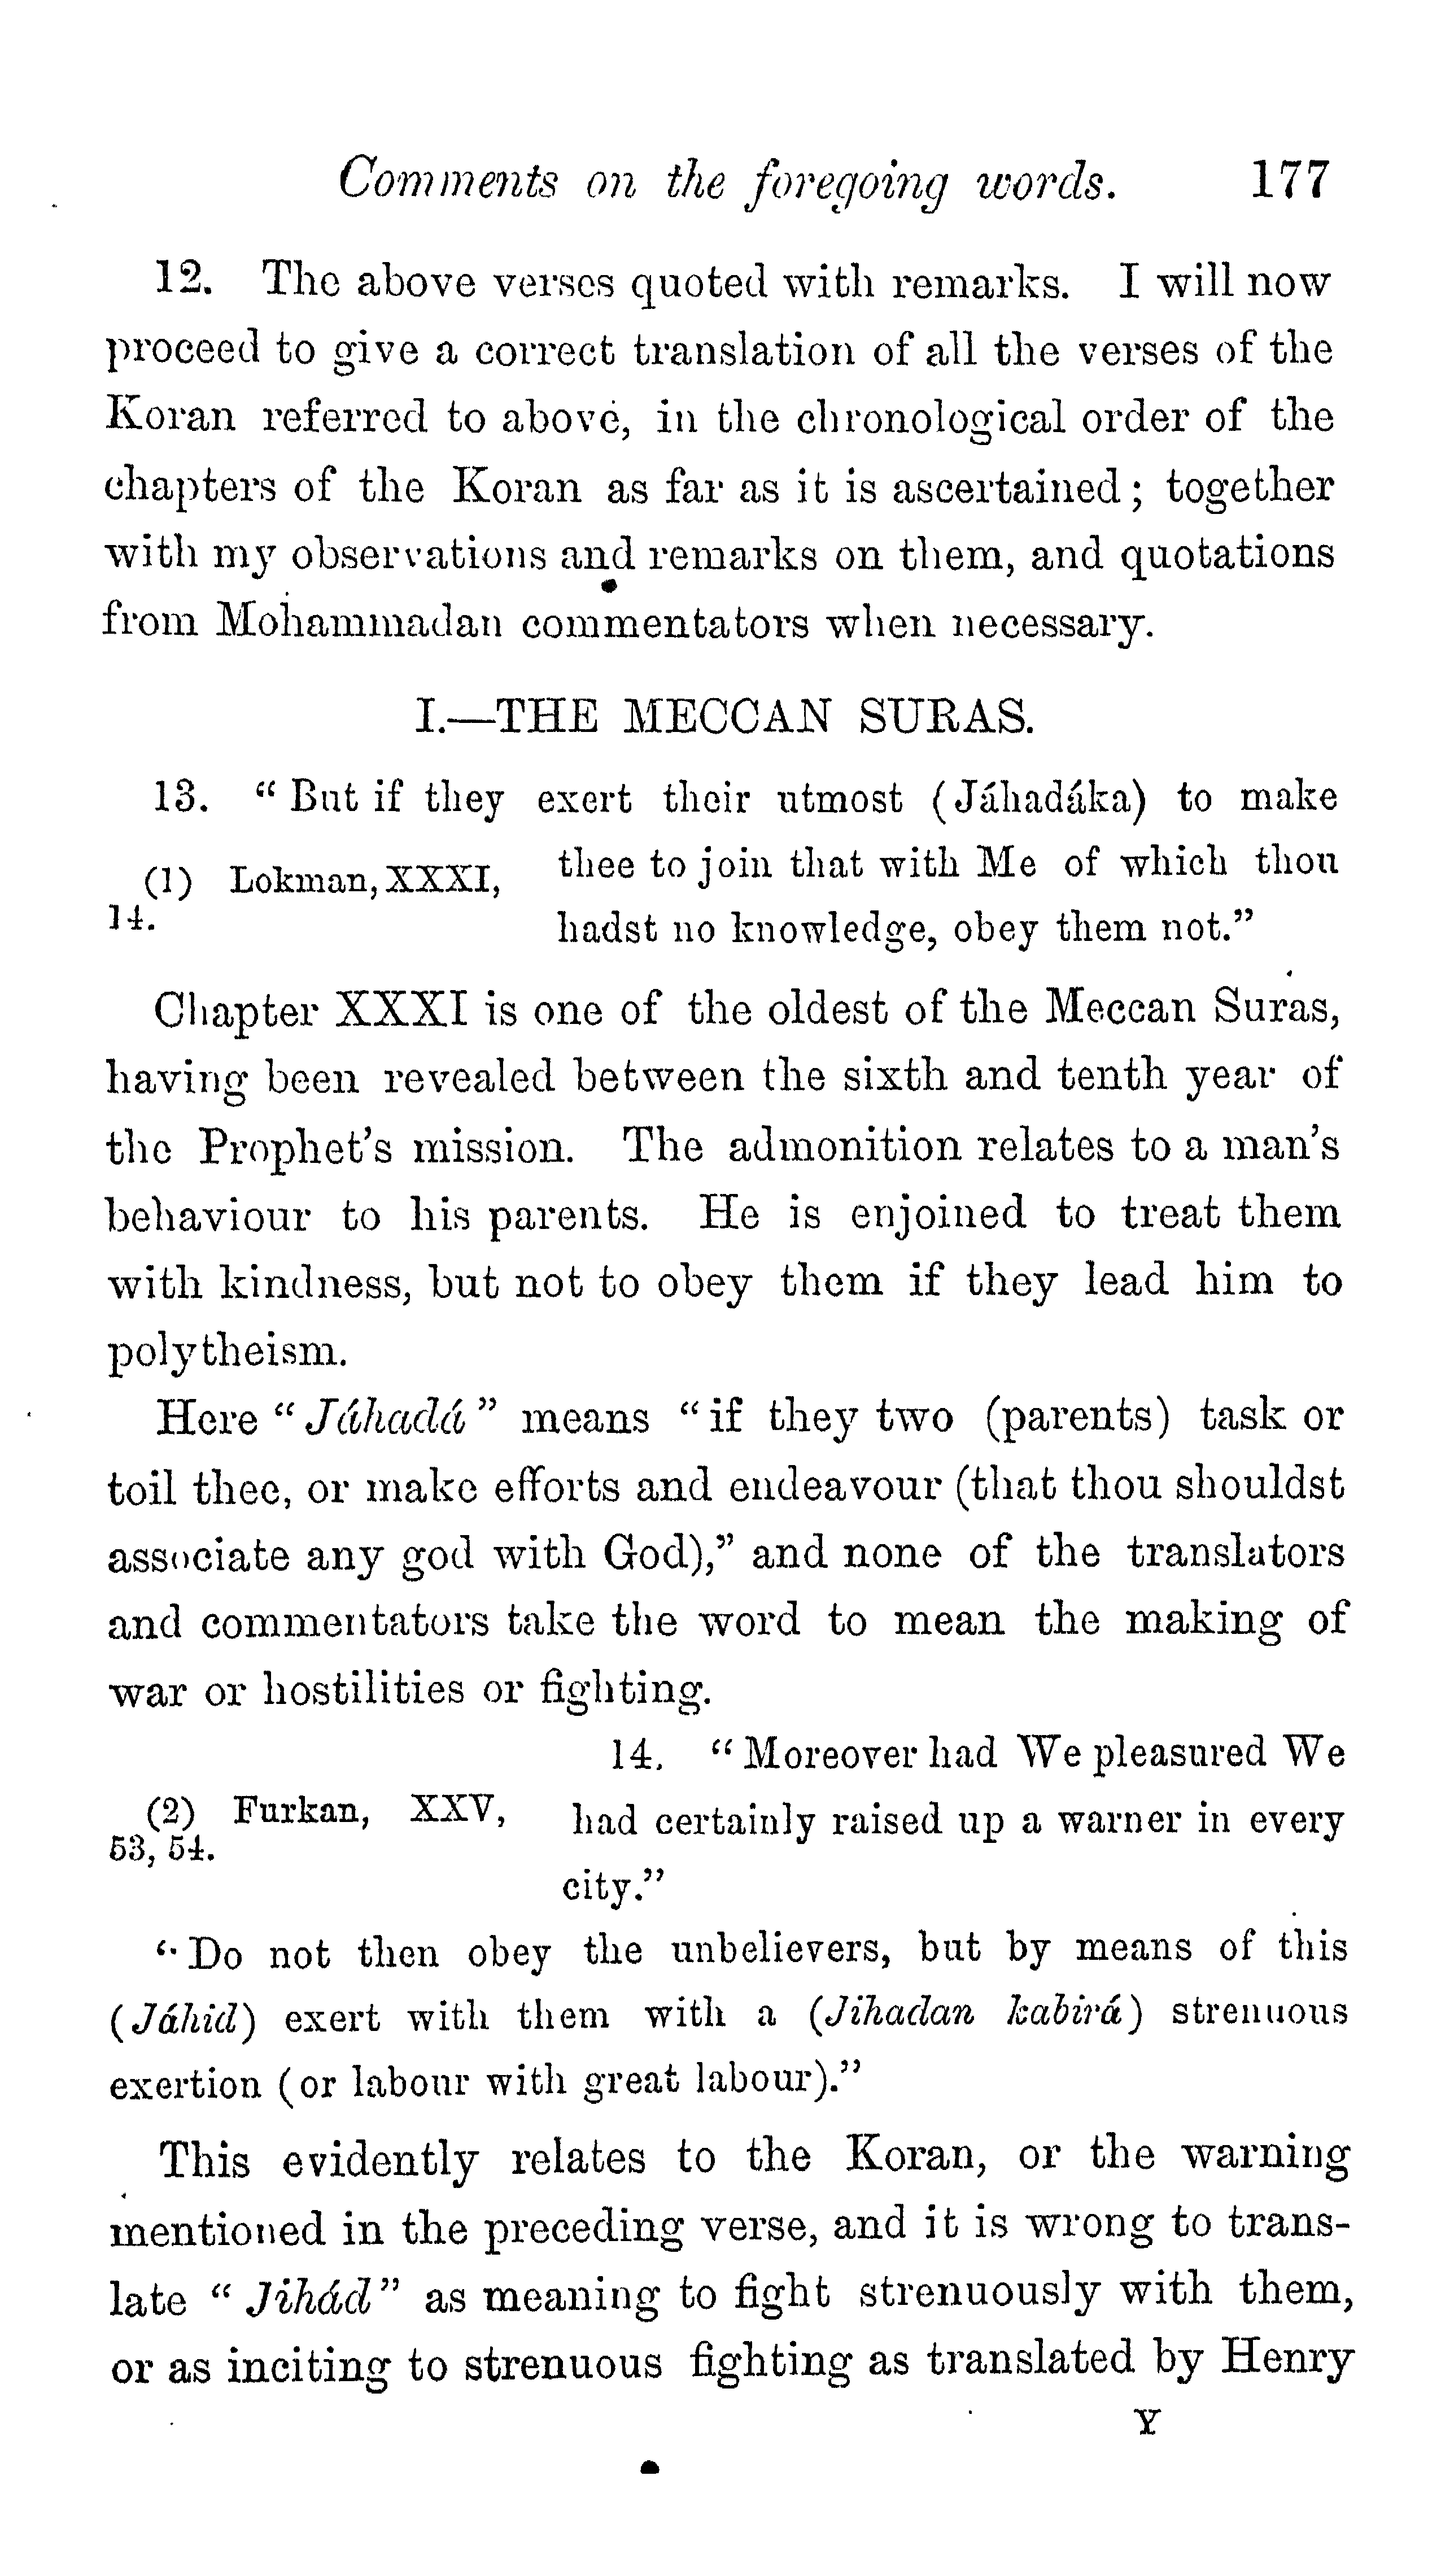 Comments on the foregoing words. 177
12. The above verses quoted with remarks. I will now
proceed to give a correct translation of all the verses of the
Koran referred to above, in the chronological order of the
chapters of the Koran as far as it is ascertained; together
with my observations and remarks on them, and quotations
from Mohammadan commentators when necessary.
I.—THE MECCAN SURAS.
13. “But if they exert their utmost (Jáhadáka) to make
(1) Lokman, XXXI,
14.
thee to join that with Me of which thou
hadst no knowledge, obey them not.”
Chapter XXXI is one of the oldest of the Meccan Suras,
having been revealed between the sixth and tenth year of
the Prophet's mission. The admonition relates to a man's
behaviour to his parents. He is enjoined to treat them
with kindness, but not to obey them if they lead him to
polytheism.
Here “Jáhadá” means “if they two (parents) task or
toil thee, or make efforts and endeavour (that thou shouldst
associate any god with God),” and none of the translators
and commentators take the word to mean the making of
war or hostilities or fighting.
14. “Moreover had We pleasured We
(2) Furkan, XXV,
53, 54.
had certainly raised up a warner in every
city.”
“Do not then obey the unbelievers, but by means of this
(Jáhid) exert with them with a (Jihadan kabirá) strenuous
exertion (or labour with great labour).”
This evidently relates to the Koran, or the warning
mentioned in the preceding verse, and it is wrong to trans-
late “Jihád” as meaning to fight strenuously with them,
or as inciting to strenuous fighting as translated by Henry
Y